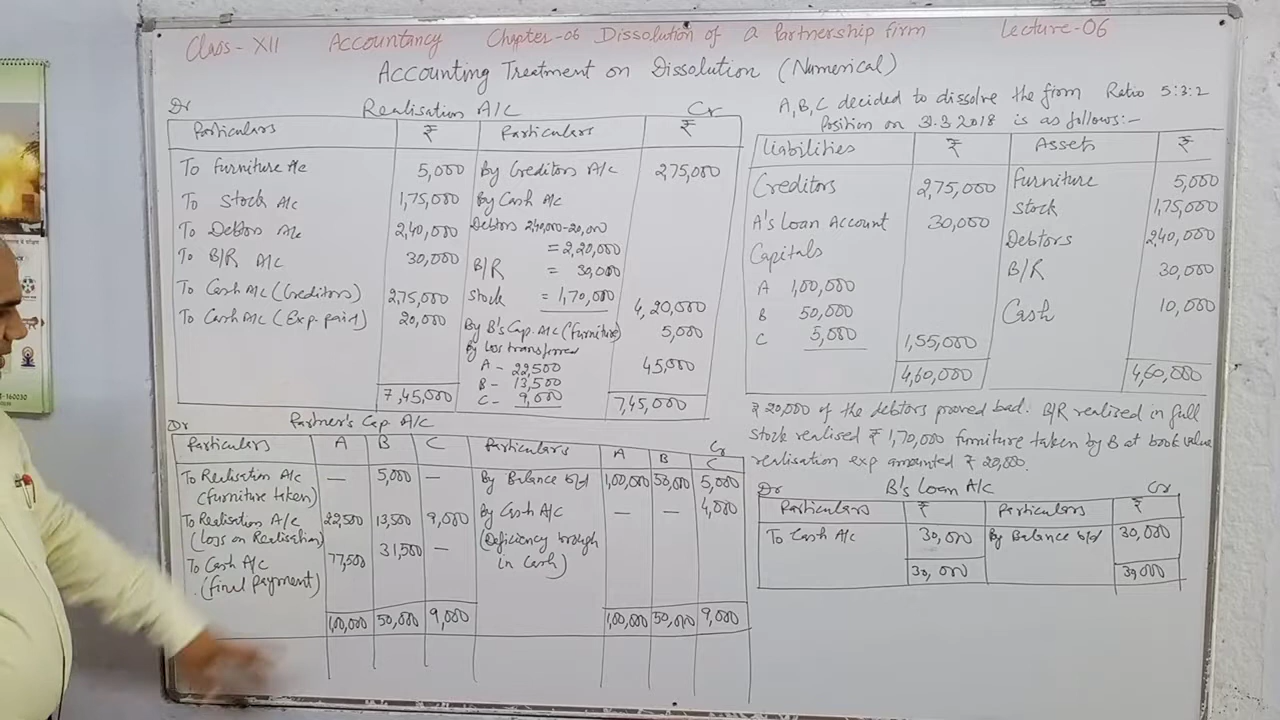 Class- XII Accountancy Chapter-06 Dissolution of a Partnership firm Lecture-06
Accounting Treatment on Dissolution (Numerical)
Dr Realisation A/c Cr
Particulars ₹ Particulars ₹
To Furniture A/c 5,000 By Creditors A/c 2,75,000
To Stock A/c 1,75,000 By Cash A/c
To Debtors A/c 2,40,000 Debtors 2,40,000-20,000
= 2,20,000
To B/R A/c 30,000 B/R = 30,000
To Cash A/c (Creditors) 2,75,000 Stock = 1,70,000 4,20,000
To Cash A/c (Exp. paid) 20,000 By B's Cap. A/c (Furniture) 5,000
By Loss transferred
A - 22,500 45,000
B - 13,500
C - 9,000
7,45,000 7,45,000
Partner's Cap A/c
Dr Cr
Particulars A B C Particulars A B C
To Realisation A/c — 5,000 — By Balance b/d 1,00,000 50,000 5,000
(Furniture taken)
To Realisation A/c 22,500 13,500 9,000 By Cash A/c — — 4,000
(Loss on Realisation) (Deficiency brough
To Cash A/c 77,500 31,500 — in Cash)
(Final payment)
1,00,000 50,000 9,000 1,00,000 50,000 9,000
A, B, C decided to dissolve the firm Ratio 5:3:2
Position on 31.3.2018 is as follows:-
Liabilities ₹ Assets ₹
Creditors 2,75,000 Furniture 5,000
A's Loan Account 30,000 Stock 1,75,000
Capitals Debtors 2,40,000
A 1,00,000 B/R 30,000
B 50,000 Cash 10,000
C 5,000 1,55,000
4,60,000 4,60,000
₹ 20,000 of the debtors proved bad. B/R realised in full
Stock realised ₹ 1,70,000 furniture taken by B at book value
realisation exp amounted ₹ 20,000.
Dr B's Loan A/c Cr
Particulars ₹ Particulars ₹
To Cash A/c 30,000 By Balance b/d 30,000
30,000 30,000